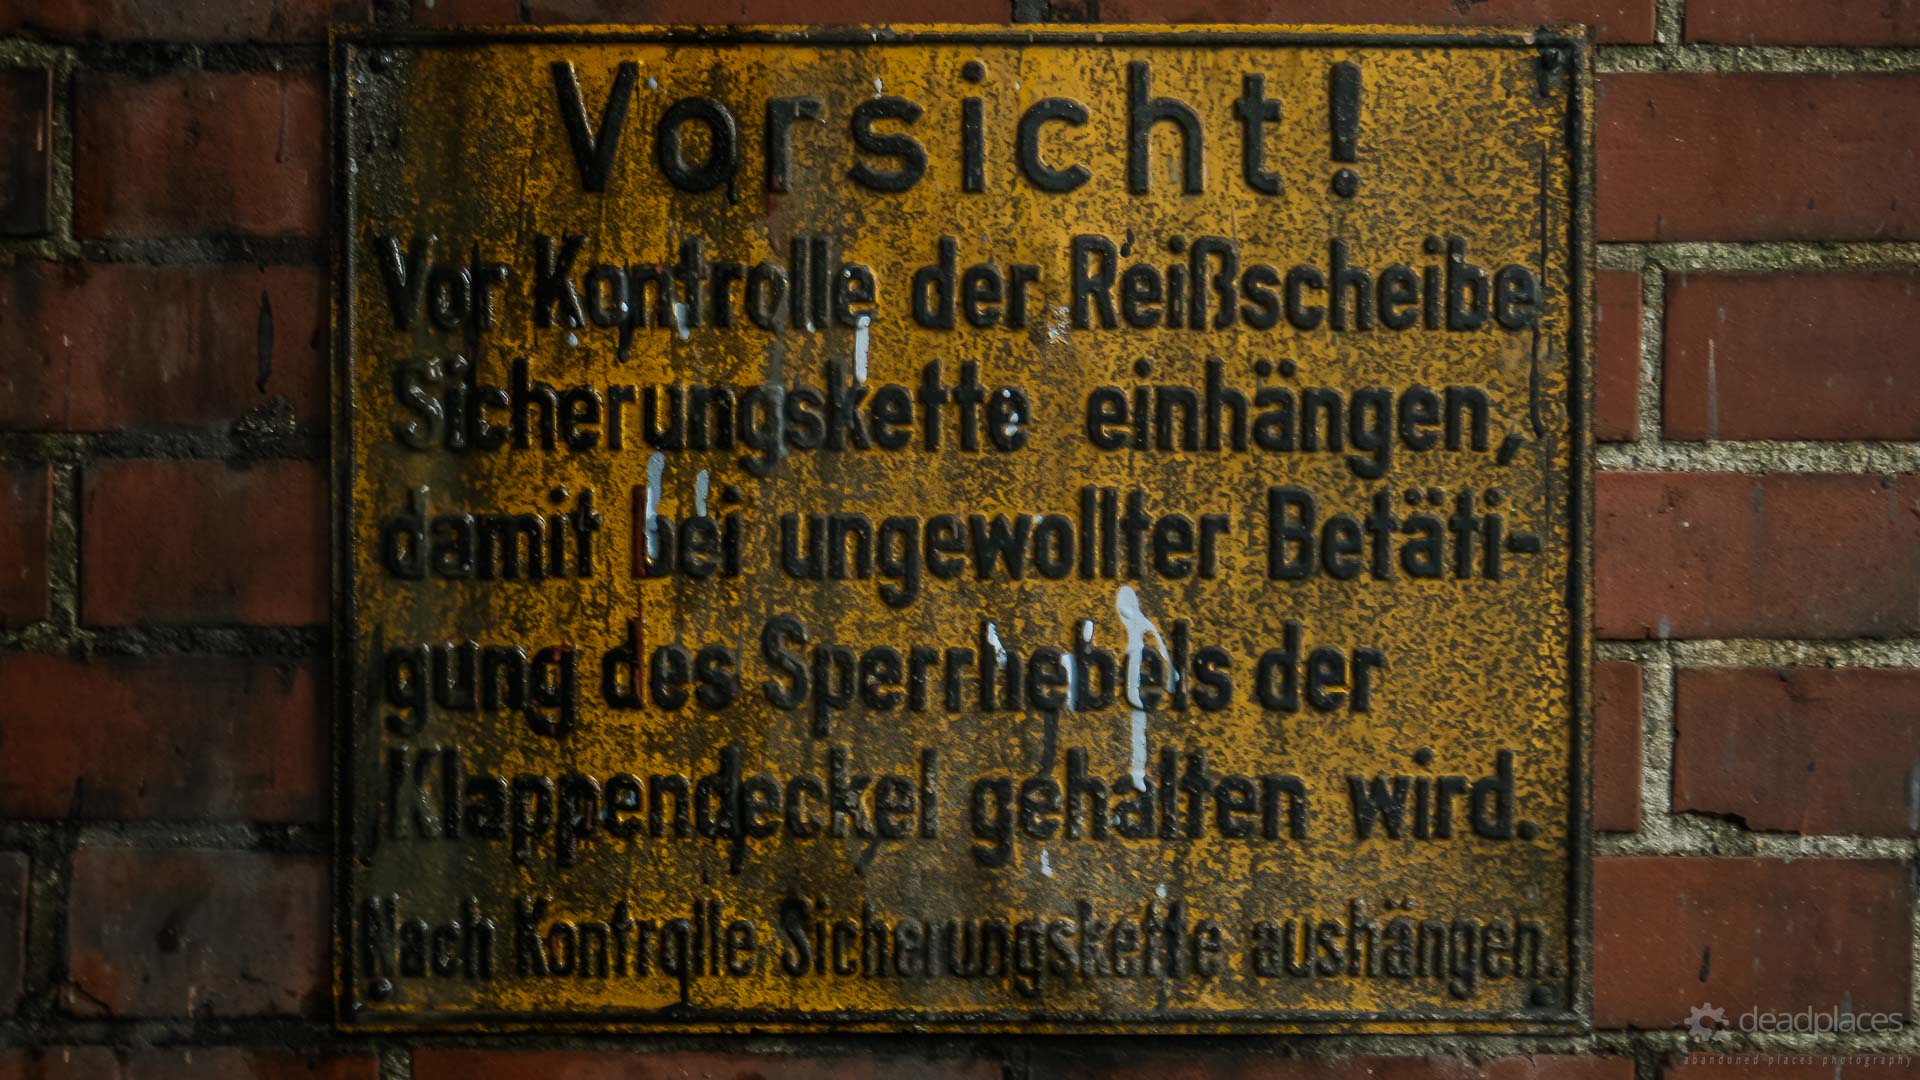 Vorsicht!
Vor Kontrolle der Reißscheibe
Sicherungskette einhängen,
damit bei ungewollter Betäti-
gung des Sperrhebels der
Klappendeckel gehalten wird.
Nach Kontrolle Sicherungskette aushängen.
deadplaces
abandoned places photography